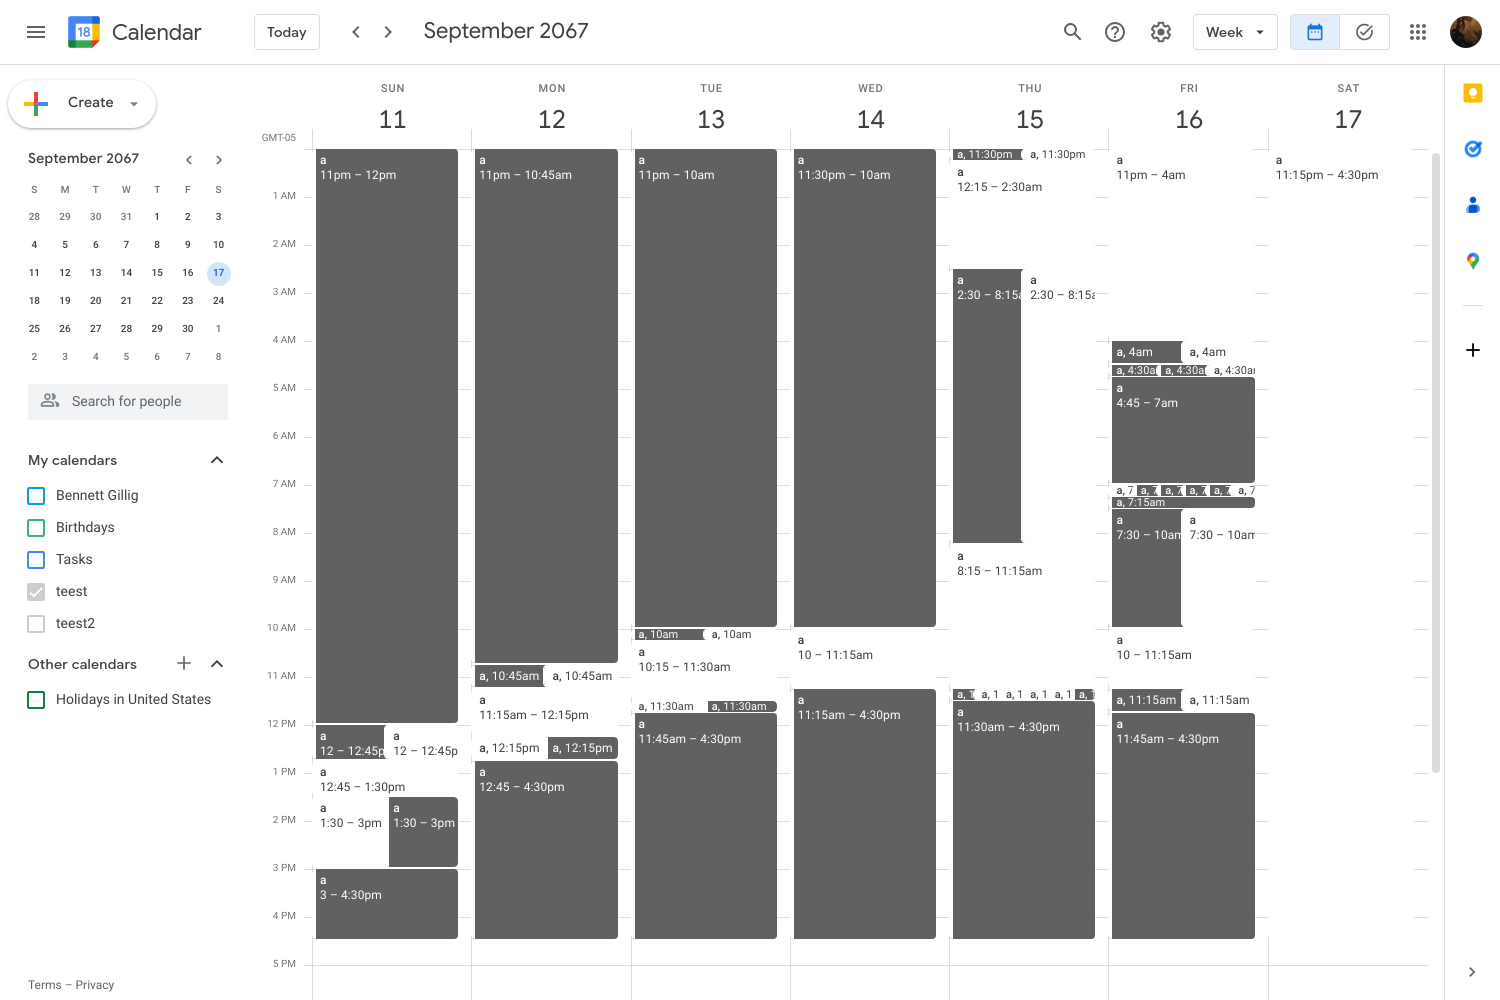 18 Calendar Today September 2067 Week
Create
SUN MON TUE WED THU FRI SAT
11 12 13 14 15 16 17
GMT-05
September 2067
S M T W T F S
28 29 30 31 1 2 3
4 5 6 7 8 9 10
11 12 13 14 15 16 17
18 19 20 21 22 23 24
25 26 27 28 29 30 1
2 3 4 5 6 7 8
Search for people
My calendars
Bennett Gillig
Birthdays
Tasks
teest
teest2
Other calendars
Holidays in United States
Terms – Privacy
1 AM
2 AM
3 AM
4 AM
5 AM
6 AM
7 AM
8 AM
9 AM
10 AM
11 AM
12 PM
1 PM
2 PM
3 PM
4 PM
5 PM
a
11pm – 12pm
a
12 – 12:45p
a
12 – 12:45p
a
12:45 – 1:30pm
a
1:30 – 3pm
a
1:30 – 3pm
a
3 – 4:30pm
a
11pm – 10:45am
a, 10:45am
a, 10:45am
a
11:15am – 12:15pm
a, 12:15pm
a, 12:15pm
a
12:45 – 4:30pm
a
11pm – 10am
a, 10am
a, 10am
a
10:15 – 11:30am
a, 11:30am
a, 11:30am
a
11:45am – 4:30pm
a
11:30pm – 10am
a
10 – 11:15am
a
11:15am – 4:30pm
a, 11:30pm
a, 11:30pm
a
12:15 – 2:30am
a
2:30 – 8:15a
a
2:30 – 8:15a
a
8:15 – 11:15am
a, 1
a, 1
a, 1
a, 1
a, 1
a, 1
a
11:30am – 4:30pm
a
11pm – 4am
a, 4am
a, 4am
a, 4:30a
a, 4:30a
a, 4:30a
a
4:45 – 7am
a, 7
a, 7
a, 7
a, 7
a, 7
a, 7
a, 7:15am
a
7:30 – 10am
a
7:30 – 10am
a
10 – 11:15am
a, 11:15am
a, 11:15am
a
11:45am – 4:30pm
a
11:15pm – 4:30pm